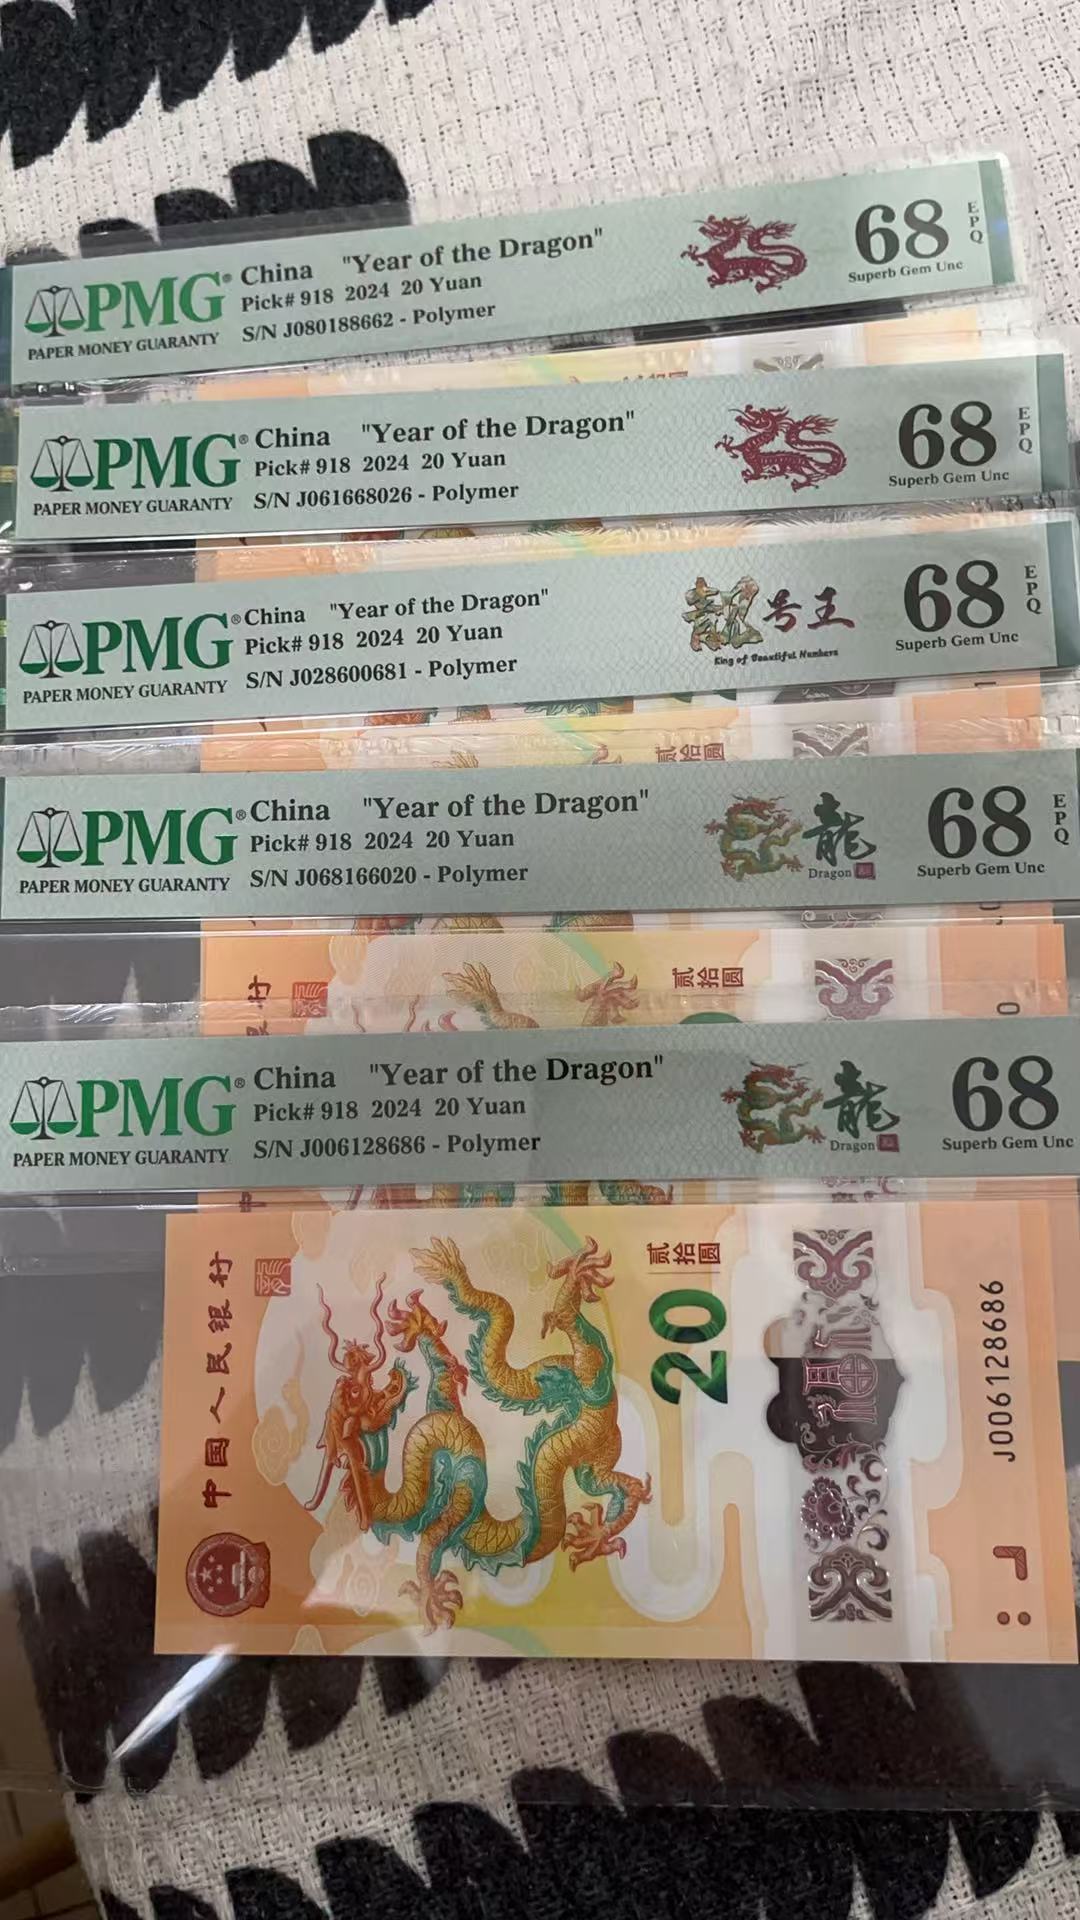 PMG®
PAPER MONEY GUARANTY
China "Year of the Dragon"
Pick# 918 2024 20 Yuan
S/N J080188662 - Polymer
68
EPQ
Superb Gem Unc
PMG®
PAPER MONEY GUARANTY
China "Year of the Dragon"
Pick# 918 2024 20 Yuan
S/N J061668026 - Polymer
68
EPQ
Superb Gem Unc
PMG®
PAPER MONEY GUARANTY
China "Year of the Dragon"
Pick# 918 2024 20 Yuan
S/N J028600681 - Polymer
靓号王
King of Beautiful Numbers
68
EPQ
Superb Gem Unc
1
贰拾圆
PMG®
PAPER MONEY GUARANTY
China "Year of the Dragon"
Pick# 918 2024 20 Yuan
S/N J068166020 - Polymer
龍
Dragon
68
EPQ
Superb Gem Unc
行
贰拾圆
0
PMG®
PAPER MONEY GUARANTY
China "Year of the Dragon"
Pick# 918 2024 20 Yuan
S/N J006128686 - Polymer
龍
Dragon
68
Superb Gem Unc
中国人民银行
贰拾圆
20
J006128686